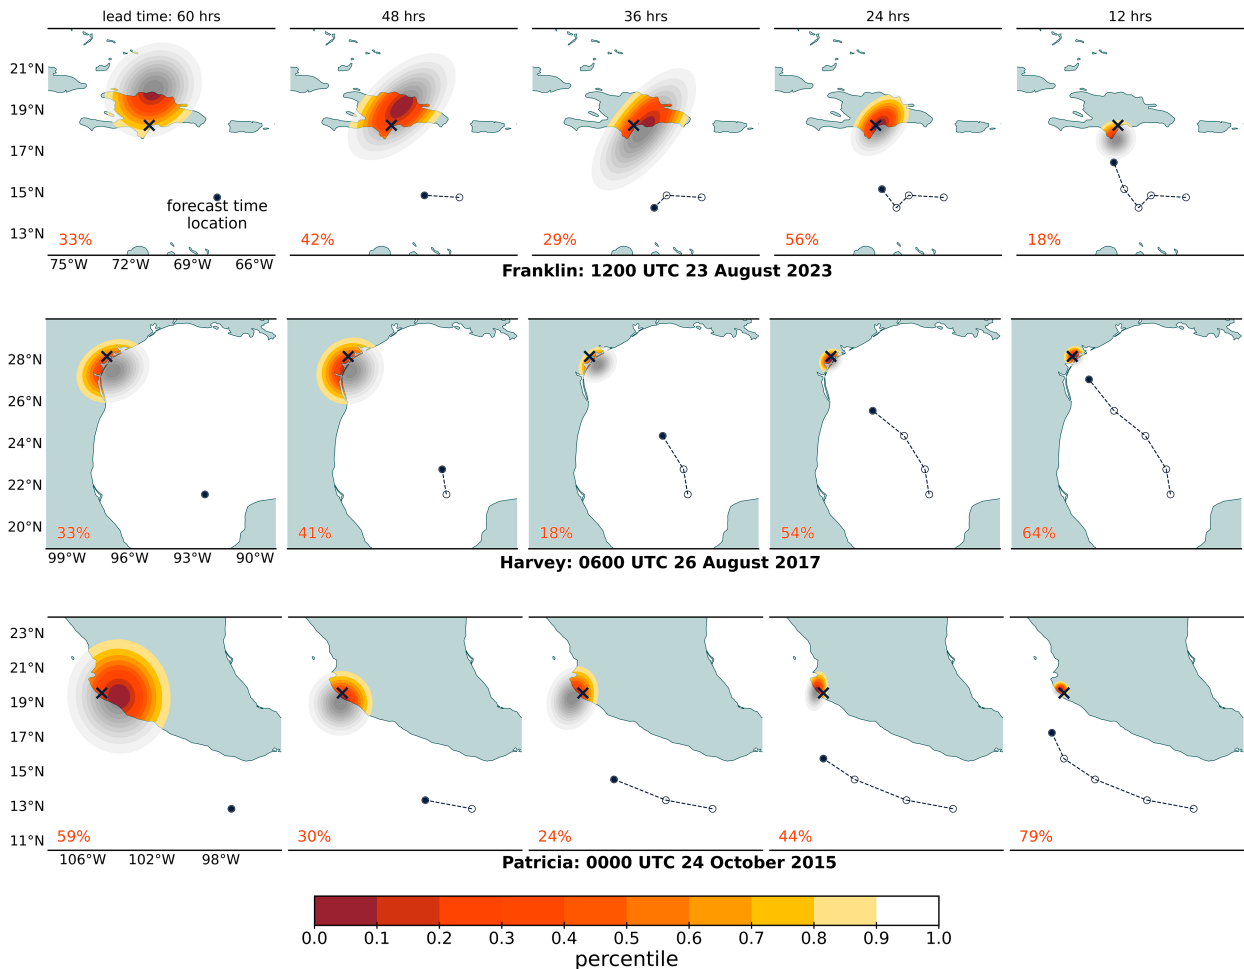 lead time: 60 hrs 48 hrs 36 hrs 24 hrs 12 hrs
21°N
19°N
17°N
15°N
13°N
forecast time
location
33% 42% 29% 56% 18%
75°W 72°W 69°W 66°W
Franklin: 1200 UTC 23 August 2023
28°N
26°N
24°N
22°N
20°N
33% 41% 18% 54% 64%
99°W 96°W 93°W 90°W
Harvey: 0600 UTC 26 August 2017
23°N
21°N
19°N
17°N
15°N
13°N
11°N
59% 30% 24% 44% 79%
106°W 102°W 98°W
Patricia: 0000 UTC 24 October 2015
0.0 0.1 0.2 0.3 0.4 0.5 0.6 0.7 0.8 0.9 1.0
percentile